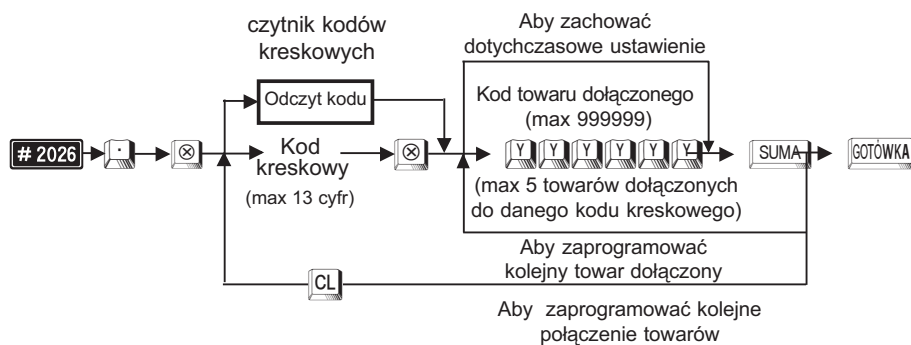 czytnik kodów
kreskowych
Aby zachować
dotychczasowe ustawienie
Odczyt kodu
Kod towaru dołączonego
(max 999999)
# 2026 · ⊗ Kod
kreskowy
(max 13 cyfr)
⊗ Y Y Y Y Y Y SUMA GOTÓWKA
(max 5 towarów dołączonych
do danego kodu kreskowego)
Aby zaprogramować
kolejny towar dołączony
CL
Aby zaprogramować kolejne
połączenie towarów